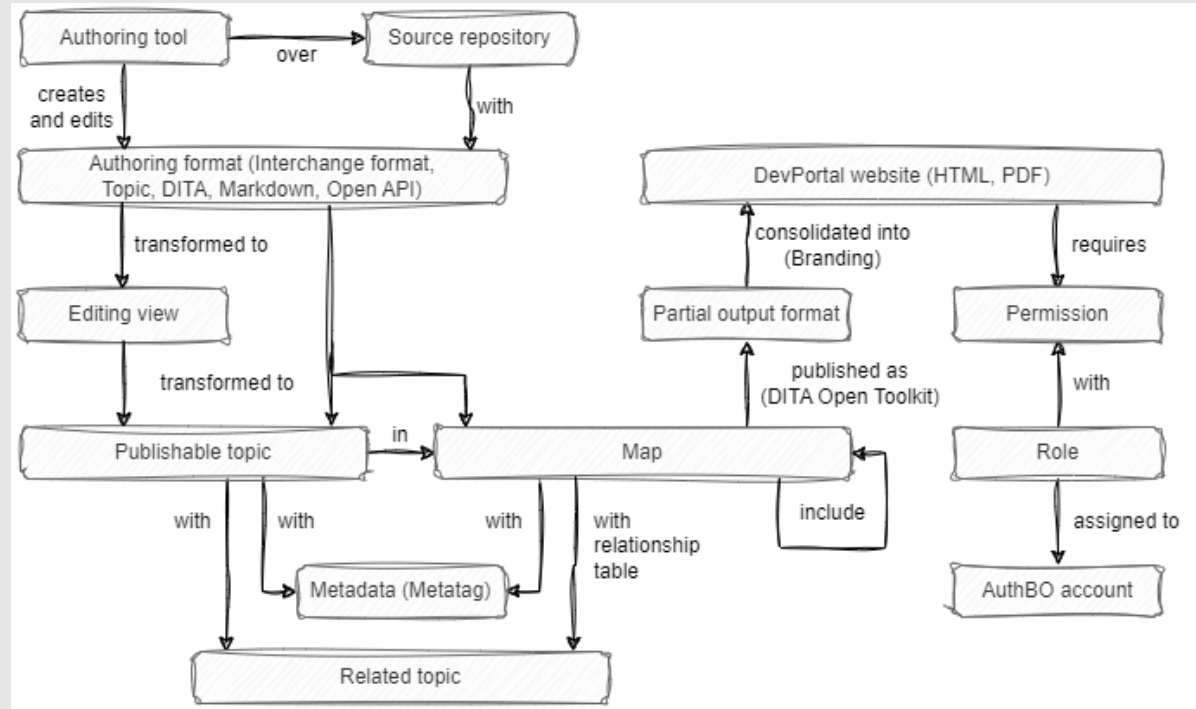 Authoring tool
over
Source repository
creates
and edits
with
Authoring format (Interchange format,
Topic, DITA, Markdown, Open API)
DevPortal website (HTML, PDF)
transformed to
consolidated into
(Branding)
requires
Editing view
Partial output format
Permission
transformed to
published as
(DITA Open Toolkit)
with
Publishable topic
in
Map
Role
with
with
with
with
relationship
table
include
assigned to
Metadata (Metatag)
AuthBO account
Related topic